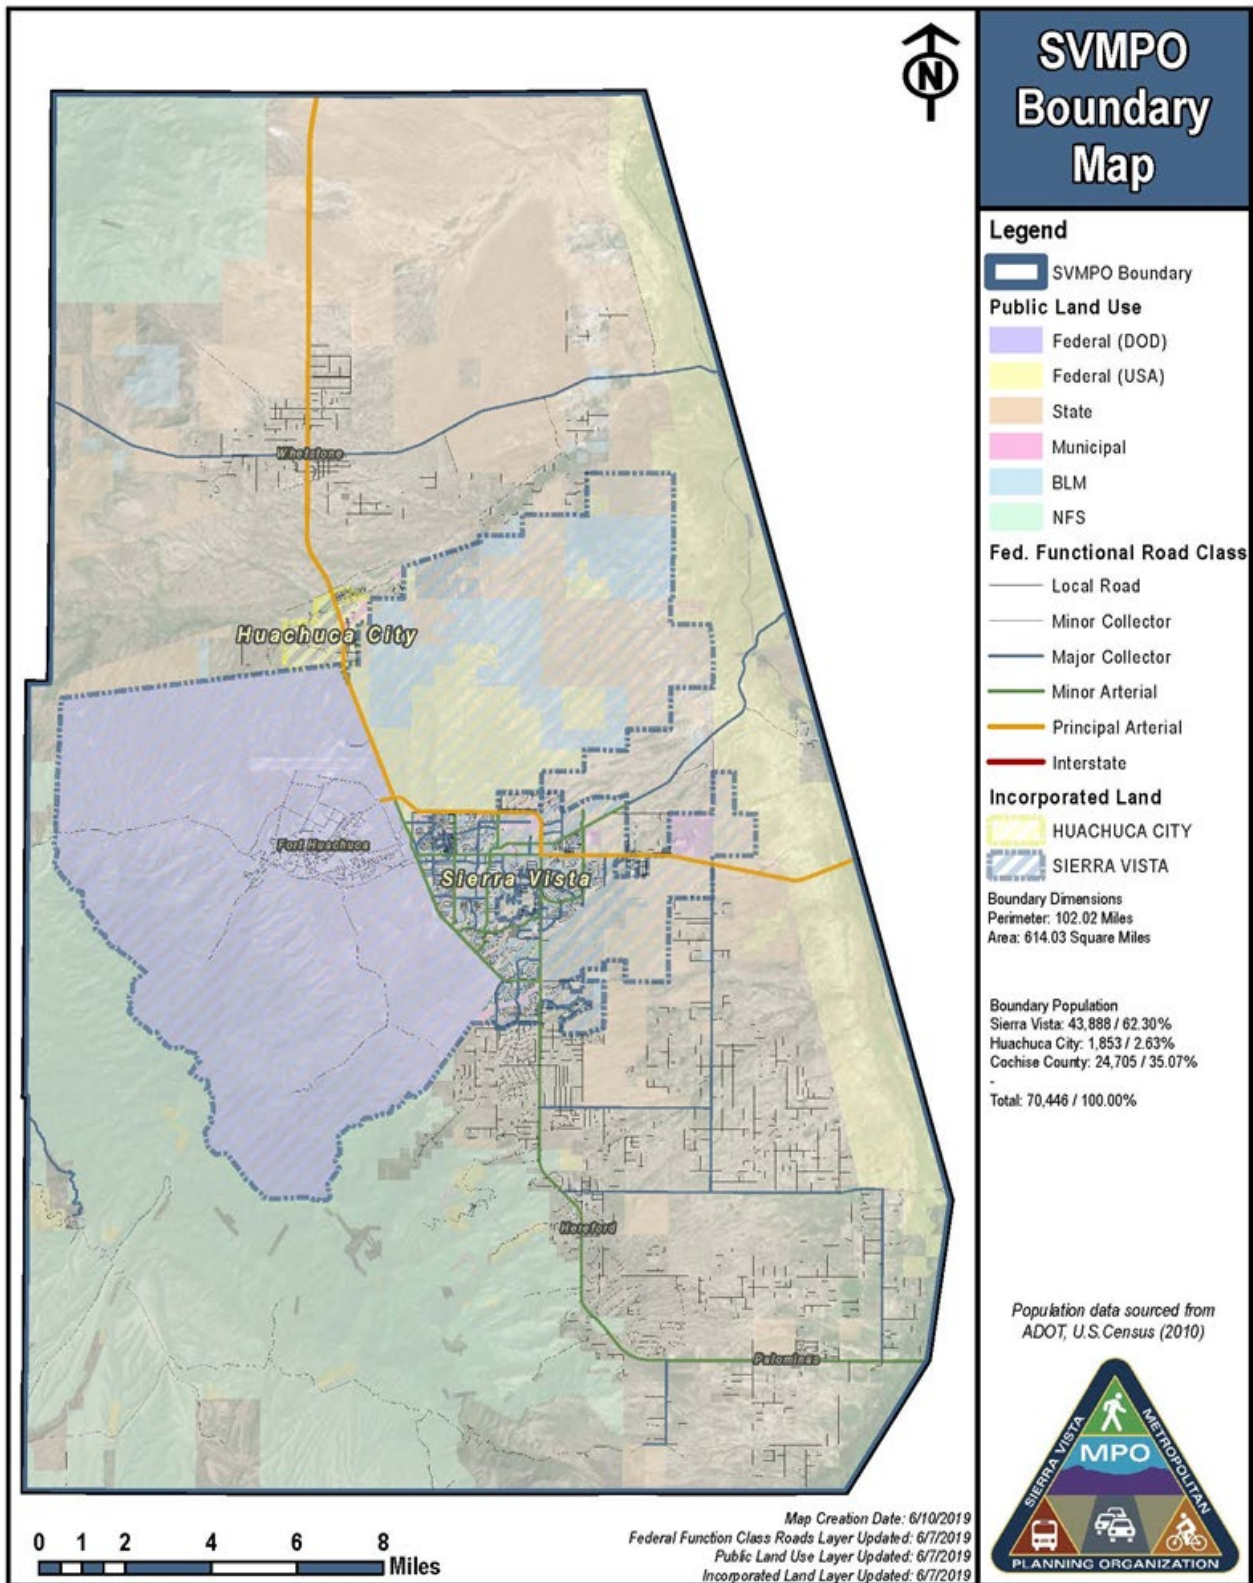 SVMPO
Boundary
Map
N
Legend
SVMPO Boundary
Public Land Use
Federal (DOD)
Federal (USA)
State
Municipal
BLM
NFS
Fed. Functional Road Class
Local Road
Minor Collector
Major Collector
Minor Arterial
Principal Arterial
Interstate
Incorporated Land
HUACHUCA CITY
SIERRA VISTA
Boundary Dimensions
Perimeter: 102.02 Miles
Area: 614.03 Square Miles
Boundary Population
Sierra Vista: 43,888 / 62.30%
Huachuca City: 1,853 / 2.63%
Cochise County: 24,705 / 35.07%
-
Total: 70,446 / 100.00%
Population data sourced from
ADOT, U.S.Census (2010)
SIERRA VISTA
METROPOLITAN
MPO
PLANNING ORGANIZATION
Whetstone
Huachuca City
Fort Huachuca
Sierra Vista
Hereford
Palominas
0 1 2 4 6 8
Miles
Map Creation Date: 6/10/2019
Federal Function Class Roads Layer Updated: 6/7/2019
Public Land Use Layer Updated: 6/7/2019
Incorporated Land Layer Updated: 6/7/2019